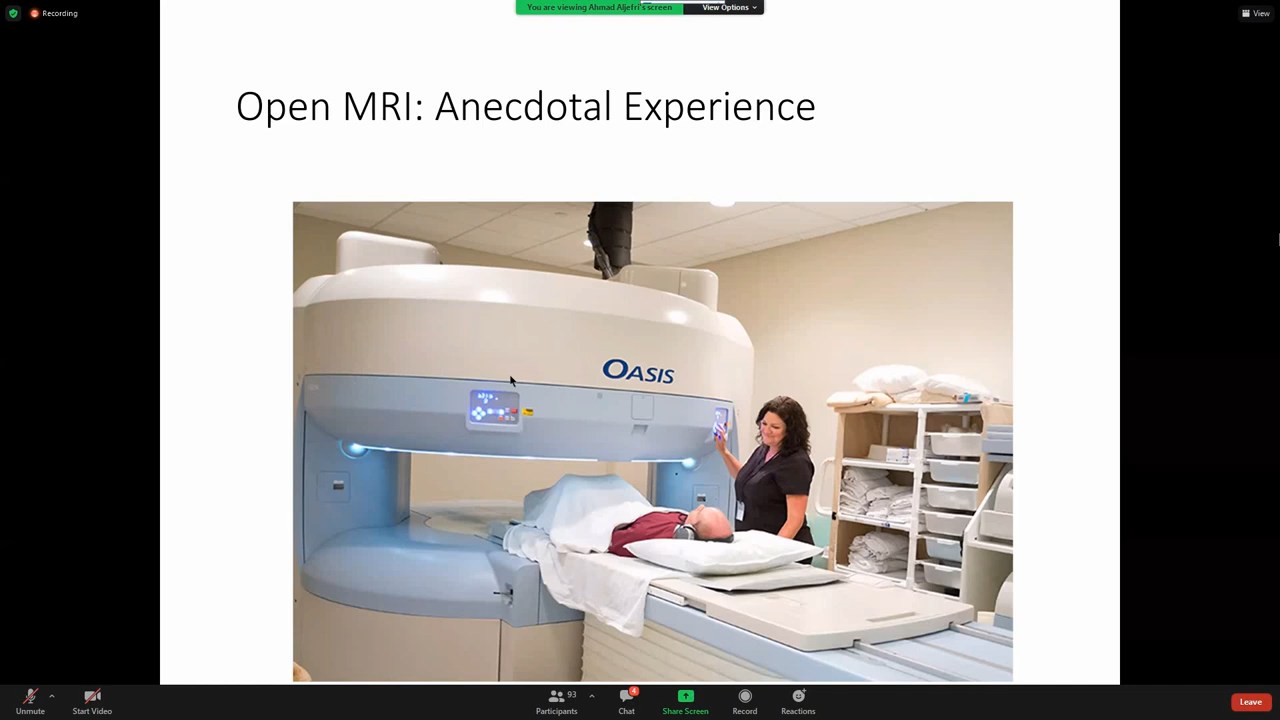 Recording
You are viewing Ahmad Aljefri's screen
View Options
View
Open MRI: Anecdotal Experience
OASIS
Unmute
Start Video
93
Participants
4
Chat
Share Screen
Record
Reactions
Leave